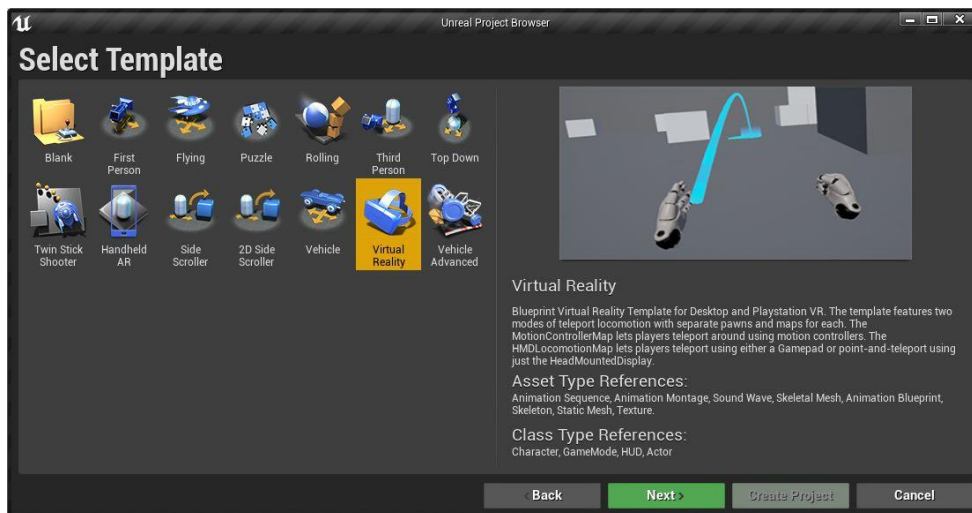 Unreal Project Browser
Select Template
Blank
First
Person
Flying
Puzzle
Rolling
Third
Person
Top Down
Twin Stick
Shooter
Handheld
AR
Side
Scroller
2D Side
Scroller
Vehicle
Virtual
Reality
Vehicle
Advanced
Virtual Reality
Blueprint Virtual Reality Template for Desktop and Playstation VR. The template features two
modes of teleport locomotion with separate pawns and maps for each. The
MotionControllerMap lets players teleport around using motion controllers. The
HMDLocomotionMap lets players teleport using either a Gamepad or point-and-teleport using
just the HeadMountedDisplay.
Asset Type References:
Animation Sequence, Animation Montage, Sound Wave, Skeletal Mesh, Animation Blueprint,
Skeleton, Static Mesh, Texture.
Class Type References:
Character, GameMode, HUD, Actor
< Back
Next >
Create Project
Cancel